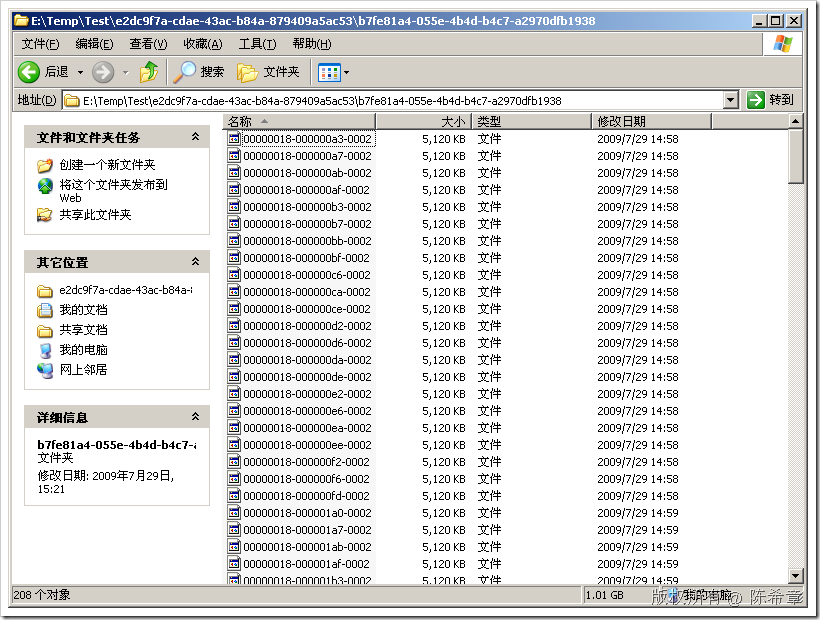 E:\Temp\Test\e2dc9f7a-cdae-43ac-b84a-879409a5ac53\b7fe81a4-055e-4b4d-b4c7-a2970dfb1938
文件(F) 编辑(E) 查看(V) 收藏(A) 工具(T) 帮助(H)
后退 搜索 文件夹
地址(D) E:\Temp\Test\e2dc9f7a-cdae-43ac-b84a-879409a5ac53\b7fe81a4-055e-4b4d-b4c7-a2970dfb1938 转到
文件和文件夹任务
创建一个新文件夹
将这个文件夹发布到
Web
共享此文件夹
其它位置
e2dc9f7a-cdae-43ac-b84a-
我的文档
共享文档
我的电脑
网上邻居
详细信息
b7fe81a4-055e-4b4d-b4c7-
文件夹
修改日期: 2009年7月29日,
15:21
名称 大小 类型 修改日期
00000018-000000a3-0002 5,120 KB 文件 2009/7/29 14:58
00000018-000000a7-0002 5,120 KB 文件 2009/7/29 14:58
00000018-000000ab-0002 5,120 KB 文件 2009/7/29 14:58
00000018-000000af-0002 5,120 KB 文件 2009/7/29 14:58
00000018-000000b3-0002 5,120 KB 文件 2009/7/29 14:58
00000018-000000b7-0002 5,120 KB 文件 2009/7/29 14:58
00000018-000000bb-0002 5,120 KB 文件 2009/7/29 14:58
00000018-000000bf-0002 5,120 KB 文件 2009/7/29 14:58
00000018-000000c6-0002 5,120 KB 文件 2009/7/29 14:58
00000018-000000ca-0002 5,120 KB 文件 2009/7/29 14:58
00000018-000000ce-0002 5,120 KB 文件 2009/7/29 14:58
00000018-000000d2-0002 5,120 KB 文件 2009/7/29 14:58
00000018-000000d6-0002 5,120 KB 文件 2009/7/29 14:58
00000018-000000da-0002 5,120 KB 文件 2009/7/29 14:58
00000018-000000de-0002 5,120 KB 文件 2009/7/29 14:58
00000018-000000e2-0002 5,120 KB 文件 2009/7/29 14:58
00000018-000000e6-0002 5,120 KB 文件 2009/7/29 14:58
00000018-000000ea-0002 5,120 KB 文件 2009/7/29 14:58
00000018-000000ee-0002 5,120 KB 文件 2009/7/29 14:58
00000018-000000f2-0002 5,120 KB 文件 2009/7/29 14:58
00000018-000000f6-0002 5,120 KB 文件 2009/7/29 14:58
00000018-000000fd-0002 5,120 KB 文件 2009/7/29 14:58
00000018-000001a0-0002 5,120 KB 文件 2009/7/29 14:59
00000018-000001a7-0002 5,120 KB 文件 2009/7/29 14:59
00000018-000001ab-0002 5,120 KB 文件 2009/7/29 14:59
00000018-000001af-0002 5,120 KB 文件 2009/7/29 14:59
00000018-000001b3-0002 5,120 KB 文件 2009/7/29 14:59
208 个对象 1.01 GB 我的电脑
版权所有 @ 陈希章